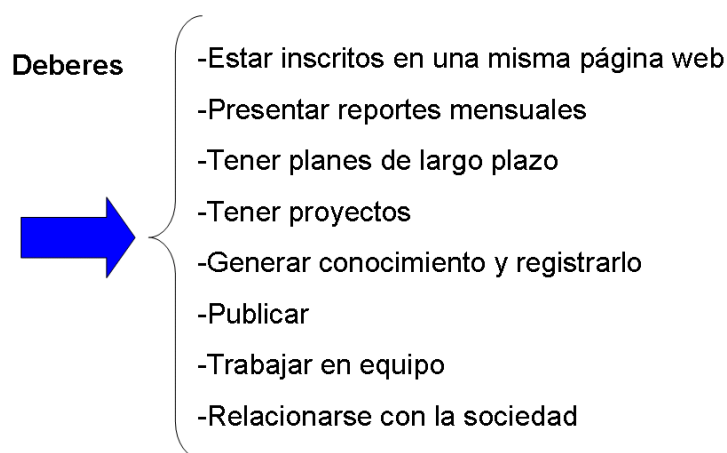 Deberes
-Estar inscritos en una misma página web
-Presentar reportes mensuales
-Tener planes de largo plazo
-Tener proyectos
-Generar conocimiento y registrarlo
-Publicar
-Trabajar en equipo
-Relacionarse con la sociedad